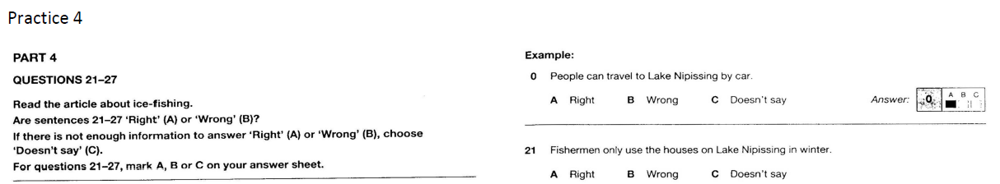 Practice 4
PART 4
QUESTIONS 21–27
Read the article about ice-fishing.
Are sentences 21–27 ‘Right’ (A) or ‘Wrong’ (B)?
If there is not enough information to answer ‘Right’ (A) or ‘Wrong’ (B), choose
‘Doesn't say’ (C).
For questions 21–27, mark A, B or C on your answer sheet.
Example:
0 People can travel to Lake Nipissing by car.
A Right B Wrong C Doesn't say Answer: 0 A B C
21 Fishermen only use the houses on Lake Nipissing in winter.
A Right B Wrong C Doesn't say